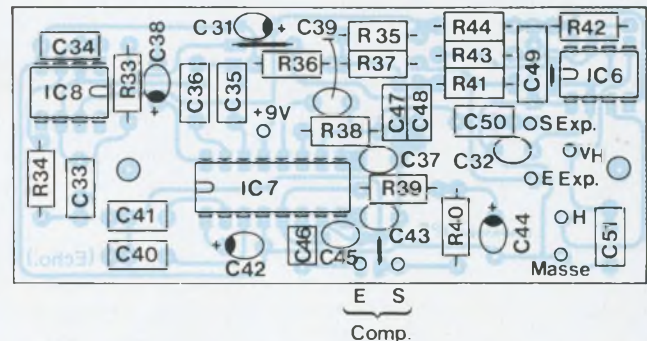 C31
C39
R35
R44
R42
C34
C38
R33
IC8
C36
C35
R36
R37
R43
R41
C49
IC6
+
+
+9V
R38
C47
C48
C50
S Exp.
VH
C37
C32
E Exp.
R34
C33
IC7
R39
C41
C40
+
C42
C46
C45
C43
R40
+
C44
H
C51
Masse
(Echo.)
E S
Comp.